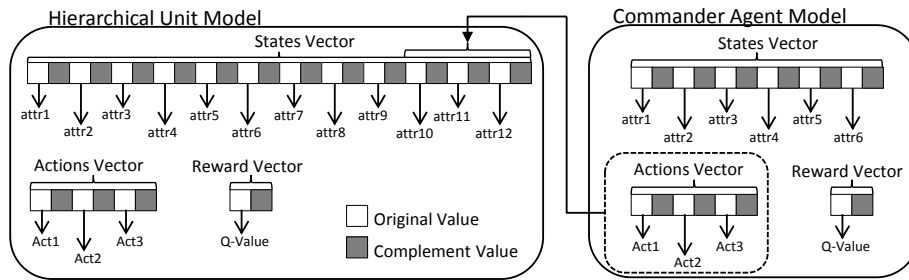 Hierarchical Unit Model
States Vector
attr1
attr2
attr3
attr4
attr5
attr6
attr7
attr8
attr9
attr10
attr11
attr12
Actions Vector
Act1
Act2
Act3
Reward Vector
Q-Value
Original Value
Complement Value
Commander Agent Model
States Vector
attr1
attr2
attr3
attr4
attr5
attr6
Actions Vector
Act1
Act2
Act3
Reward Vector
Q-Value